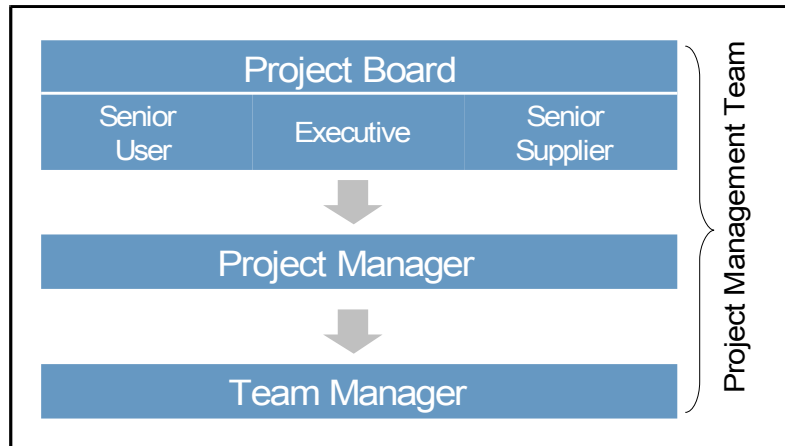 Project Board
Senior
User
Executive
Senior
Supplier
Project Manager
Team Manager
Project Management Team